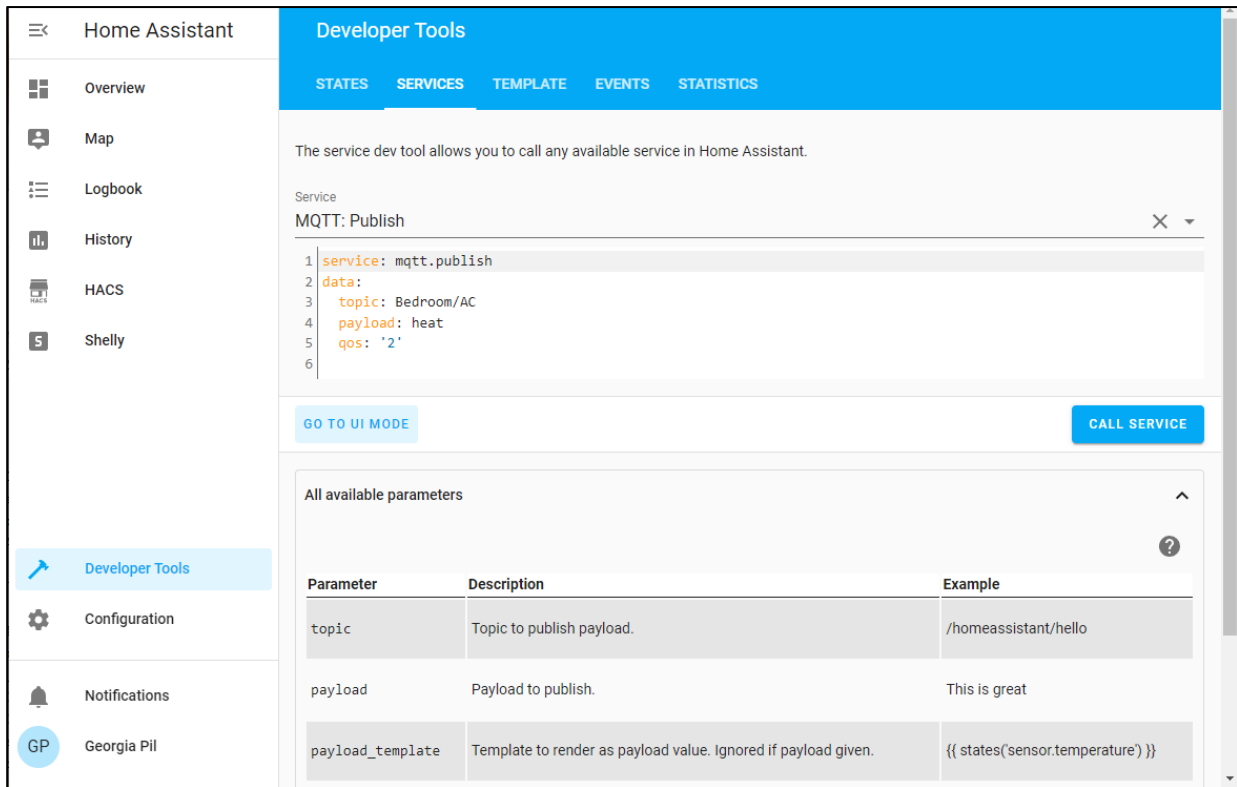 Home Assistant
Overview
Map
Logbook
History
HACS
HACS
Shelly
Developer Tools
Configuration
Notifications
GP Georgia Pil
Developer Tools
STATES SERVICES TEMPLATE EVENTS STATISTICS
The service dev tool allows you to call any available service in Home Assistant.
Service
MQTT: Publish
1 service: mqtt.publish
2 data:
3 topic: Bedroom/AC
4 payload: heat
5 qos: '2'
6
GO TO UI MODE CALL SERVICE
All available parameters
Parameter Description Example
topic Topic to publish payload. /homeassistant/hello
payload Payload to publish. This is great
payload_template Template to render as payload value. Ignored if payload given. {{ states('sensor.temperature') }}